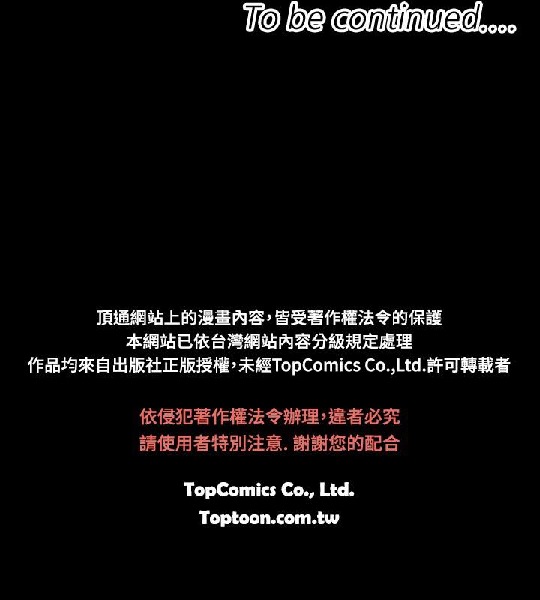 To be continued....
頂通網站上的漫畫內容，皆受著作權法令的保護
本網站已依台灣網站內容分級規定處理
作品均來自出版社正版授權，未經TopComics Co.,Ltd.許可轉載者
依侵犯著作權法令辦理，違者必究
請使用者特別注意. 謝謝您的配合
TopComics Co., Ltd.
Toptoon.com.tw